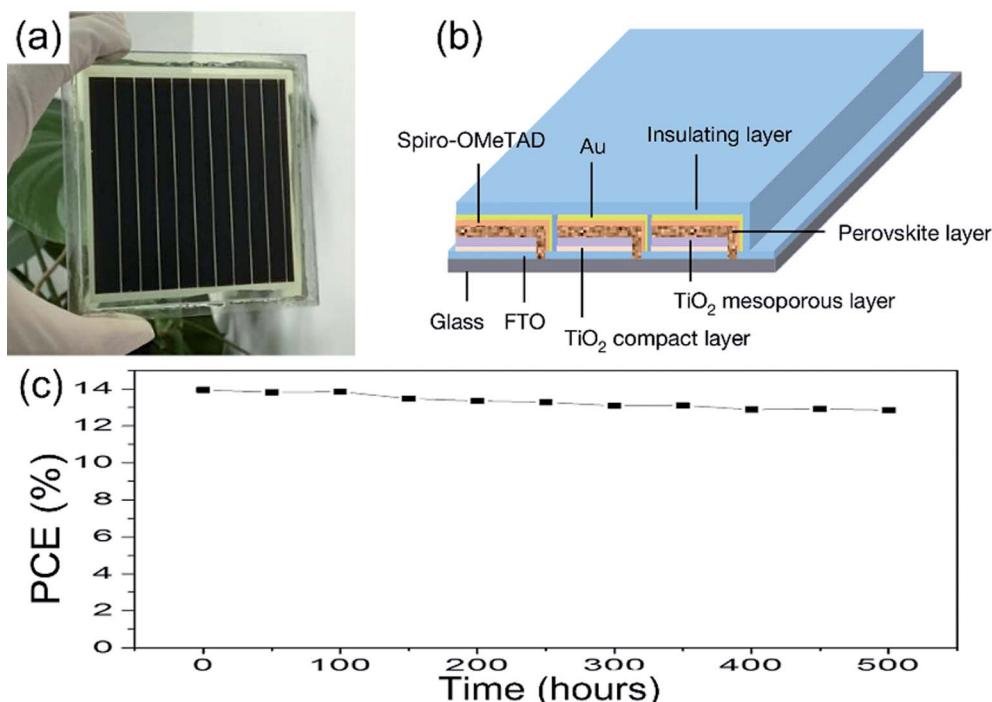 (a)
(b)
Spiro-OMeTAD
Au
Insulating layer
Perovskite layer
TiO₂ mesoporous layer
Glass
FTO
TiO₂ compact layer
(c)
14
12
10
8
6
4
2
0
PCE (%)
0 100 200 300 400 500
Time (hours)